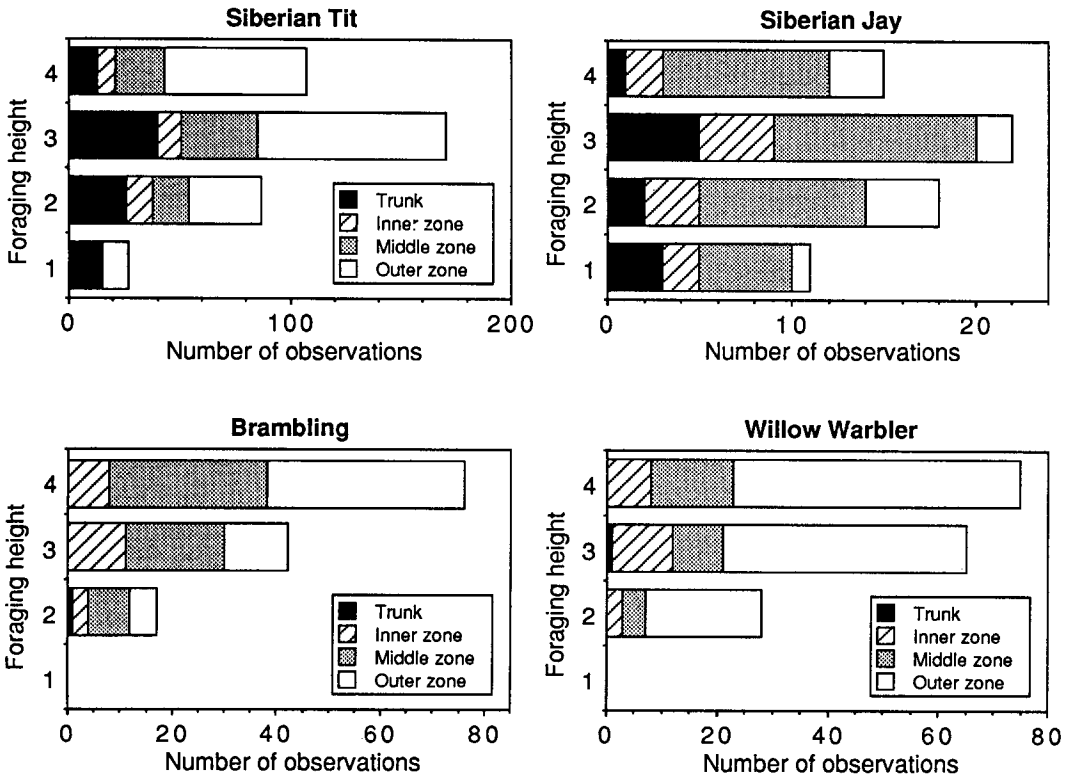 Siberian Tit
Foraging height
4
3
2
1
Trunk
Inner zone
Middle zone
Outer zone
0 100 200
Number of observations
Siberian Jay
Foraging height
4
3
2
1
0 10 20
Number of observations
Brambling
Foraging height
4
3
2
1
Trunk
Inner zone
Middle zone
Outer zone
0 20 40 60 80
Number of observations
Willow Warbler
Foraging height
4
3
2
1
Trunk
Inner zone
Middle zone
Outer zone
0 20 40 60 80
Number of observations